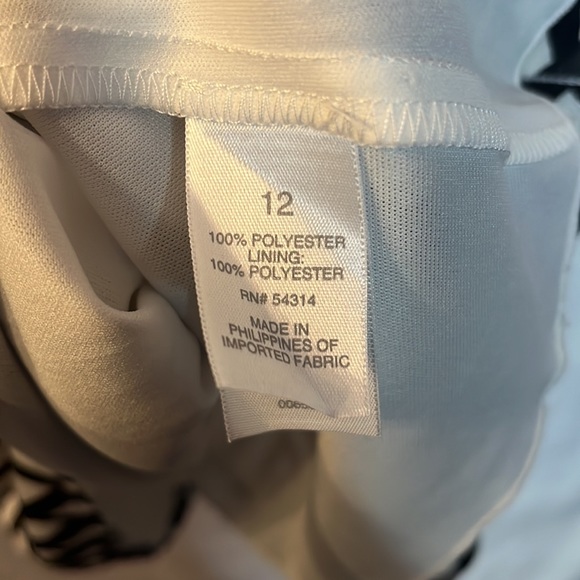 12
100% POLYESTER
LINING:
100% POLYESTER
RN# 54314
MADE IN
PHILIPPINES OF
IMPORTED FABRIC